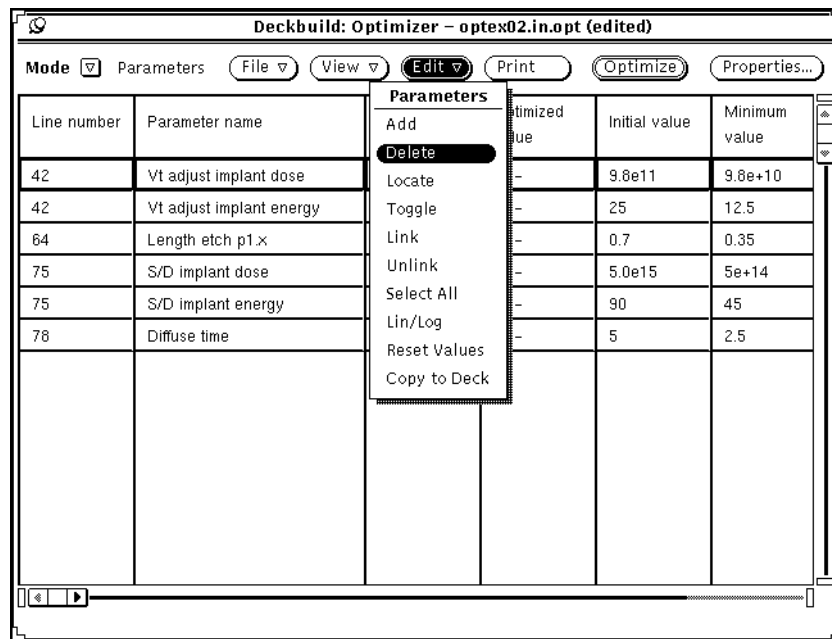 Deckbuild: Optimizer – optex02.in.opt (edited)
Mode Parameters File View Edit Print Optimize Properties...
Line number Parameter name Initial value Minimum value
42 Vt adjust implant dose – 9.8e11 9.8e+10
42 Vt adjust implant energy – 25 12.5
64 Length etch p1.x – 0.7 0.35
75 S/D implant dose – 5.0e15 5e+14
75 S/D implant energy – 90 45
78 Diffuse time – 5 2.5
Parameters
Add
Delete
Locate
Toggle
Link
Unlink
Select All
Lin/Log
Reset Values
Copy to Deck